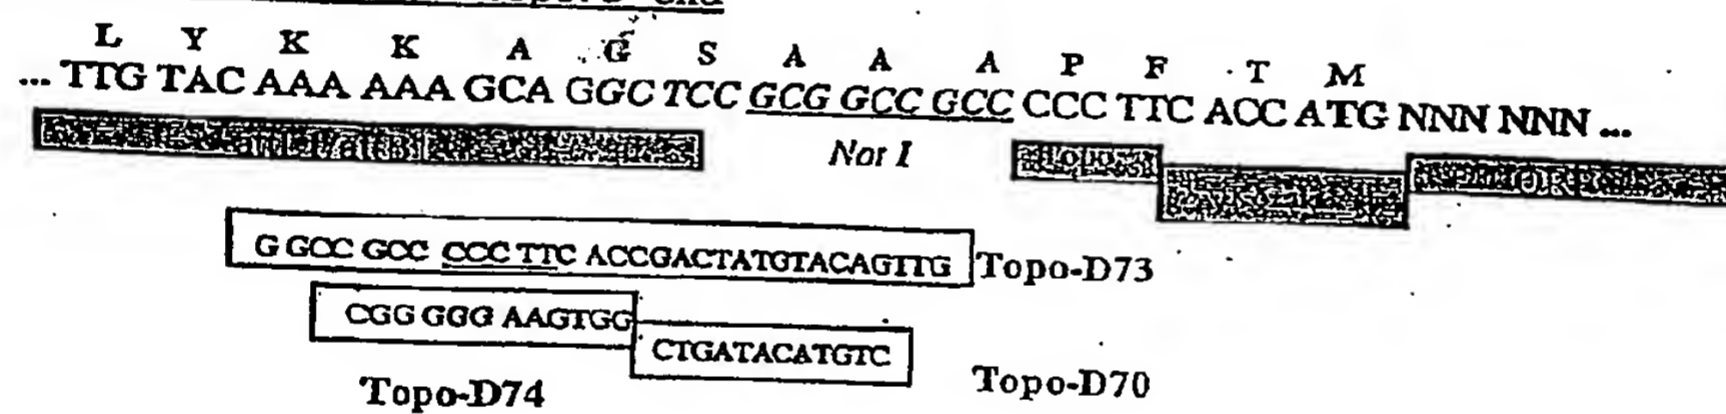 L Y K K A G S A A A P F T M
... TTG TAC AAA AAA GCA GGC TCC GCG GCC GCC CCC TTC ACC ATG NNN NNN ...
Not I
G GCC GCC CCC TTC ACCGACTATGTACAGTTG Topo-D73
CGG GGG AAGTGG
CTGATACATGTC
Topo-D74 Topo-D70